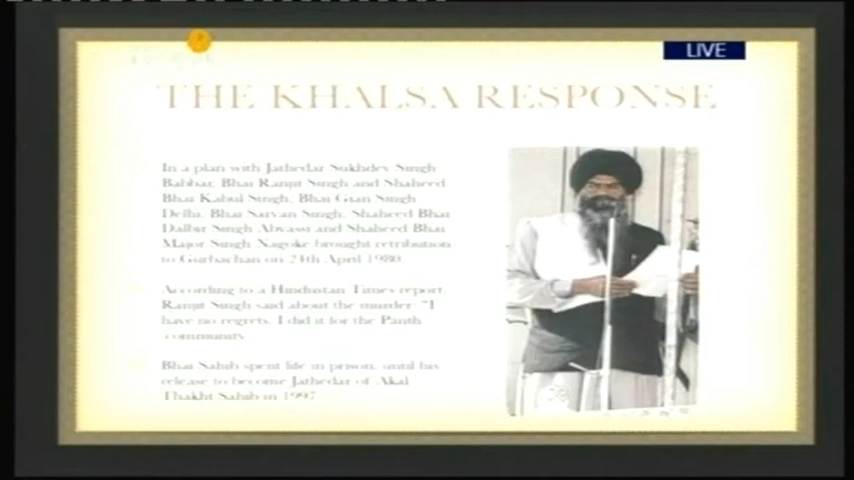 LIVE
THE KHALSA RESPONSE
In a plan with Jathedar Sukhdev Singh
Babbar, Bhai Ranjit Singh and Shaheed
Bhai Kabul Singh, Bhai Gian Singh
Delhi, Bhai Sarvan Singh, Shaheed Bhai
Dalbir Singh Abyassi and Shaheed Bhai
Major Singh Nagoke brought retribution
to Gurbachan on 24th April 1980
According to a Hindustan Times report,
Ranjit Singh said about the murder: "I
have no regrets. I did it for the Panth
community
Bhai Sahib spent life in prison, until his
release to become Jathedar of Akal
Thakht Sahib in 1997